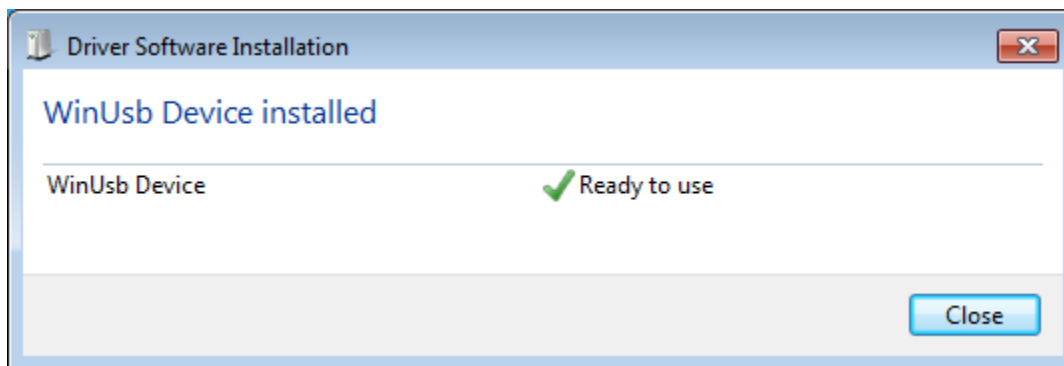 Driver Software Installation
WinUsb Device installed
WinUsb Device Ready to use
Close